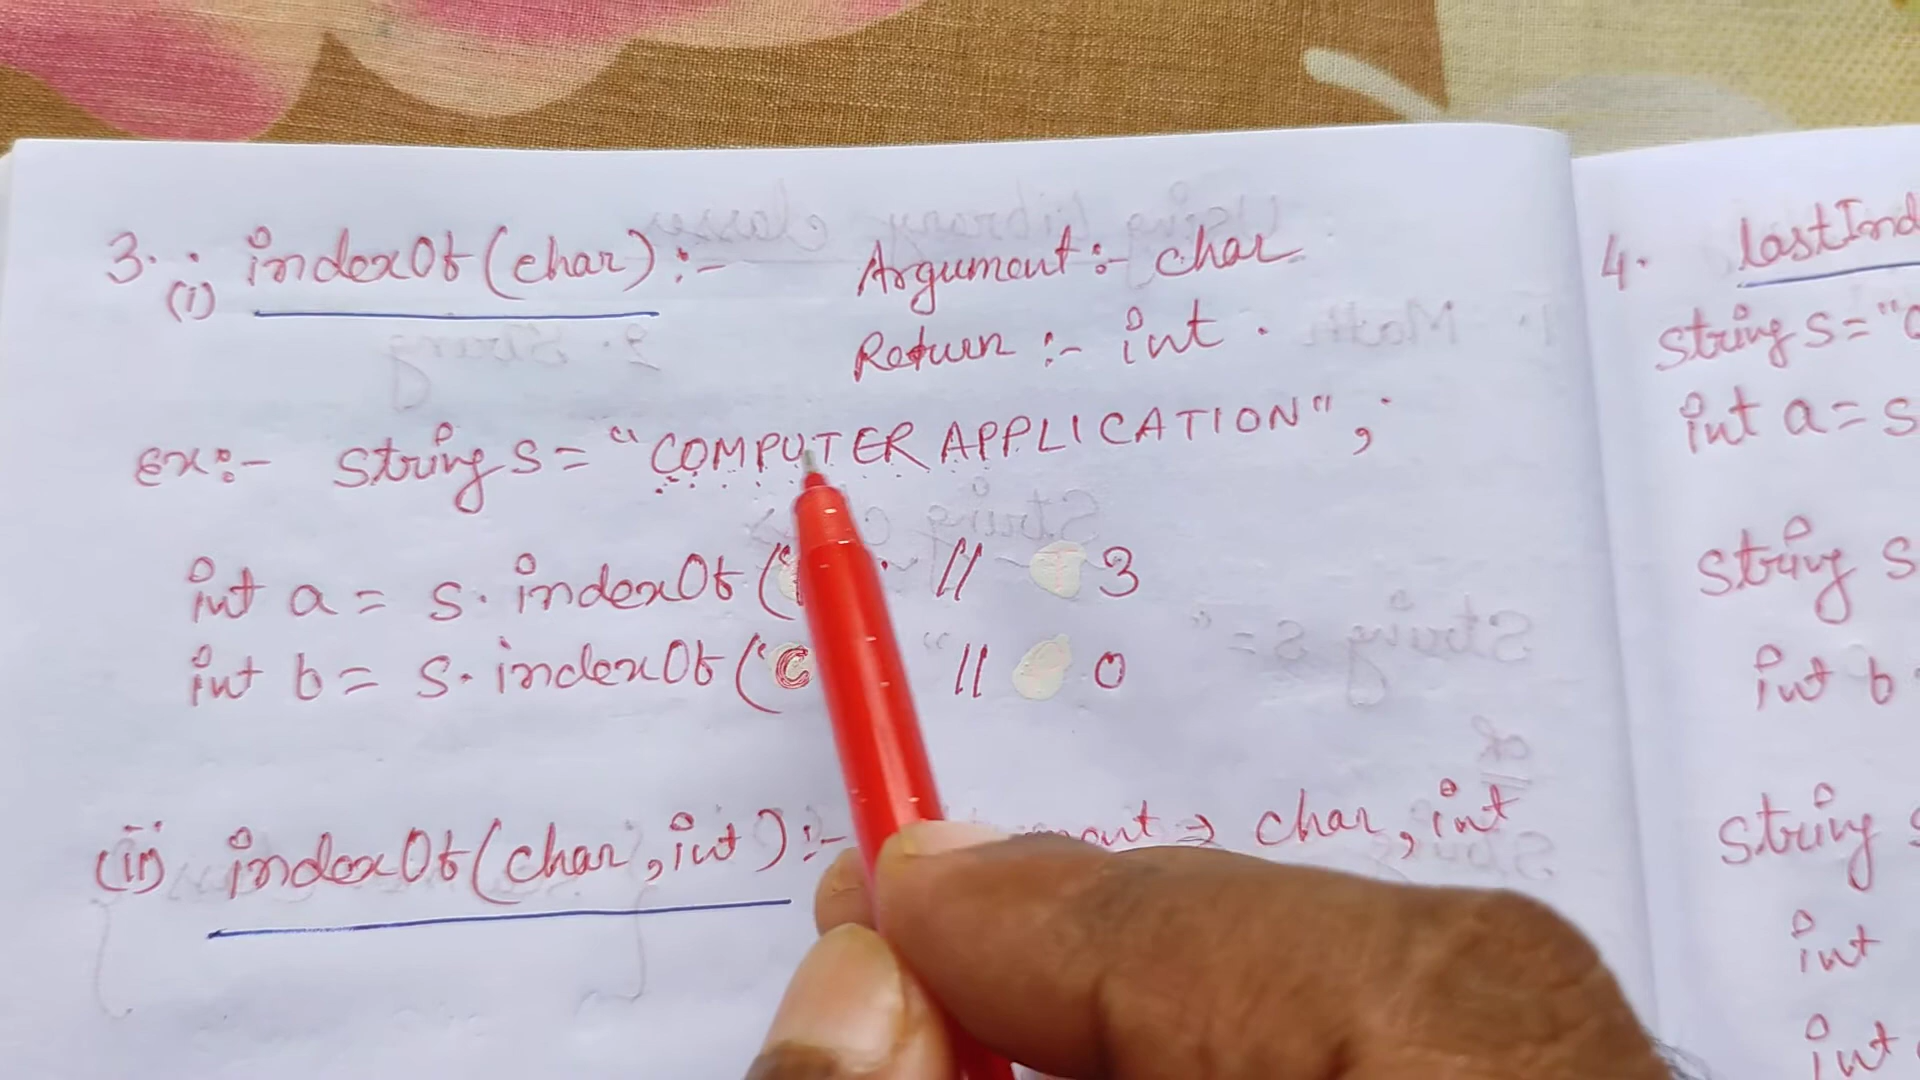 3. (i) indexOf(char) :- Argument :- char
Return :- int .
ex:- String s = "COMPUTER APPLICATION";
int a = s. indexOf( // 3
int b = s. indexOf('C " // 0
(ii) indexOf(char, int) :- ⇒ char, int
4. lastInd
String s = "C
int a = s
String s
int b
String s
int
int